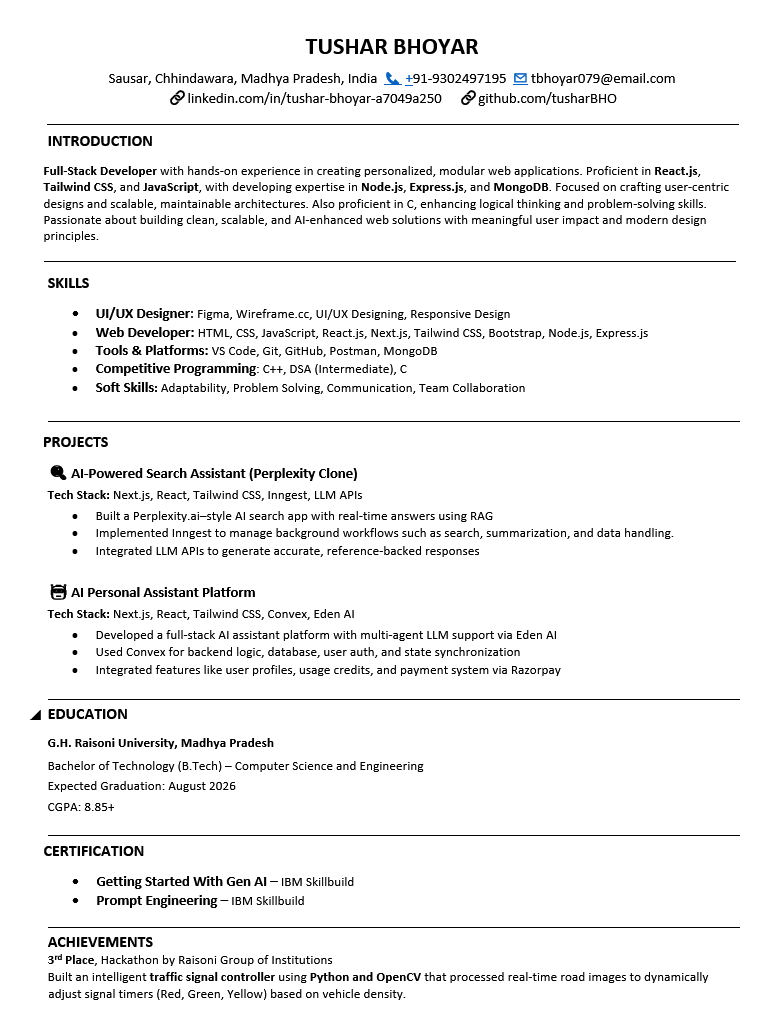 TUSHAR BHOYAR
Sausar, Chhindawara, Madhya Pradesh, India +91-9302497195 tbhoyar079@email.com
linkedin.com/in/tushar-bhoyar-a7049a250 github.com/tusharBHO
INTRODUCTION
Full-Stack Developer with hands-on experience in creating personalized, modular web applications. Proficient in React.js,
Tailwind CSS, and JavaScript, with developing expertise in Node.js, Express.js, and MongoDB. Focused on crafting user-centric
designs and scalable, maintainable architectures. Also proficient in C, enhancing logical thinking and problem-solving skills.
Passionate about building clean, scalable, and AI-enhanced web solutions with meaningful user impact and modern design
principles.
SKILLS
• UI/UX Designer: Figma, Wireframe.cc, UI/UX Designing, Responsive Design
• Web Developer: HTML, CSS, JavaScript, React.js, Next.js, Tailwind CSS, Bootstrap, Node.js, Express.js
• Tools & Platforms: VS Code, Git, GitHub, Postman, MongoDB
• Competitive Programming: C++, DSA (Intermediate), C
• Soft Skills: Adaptability, Problem Solving, Communication, Team Collaboration
PROJECTS
AI-Powered Search Assistant (Perplexity Clone)
Tech Stack: Next.js, React, Tailwind CSS, Inngest, LLM APIs
• Built a Perplexity.ai–style AI search app with real-time answers using RAG
• Implemented Inngest to manage background workflows such as search, summarization, and data handling.
• Integrated LLM APIs to generate accurate, reference-backed responses
AI Personal Assistant Platform
Tech Stack: Next.js, React, Tailwind CSS, Convex, Eden AI
• Developed a full-stack AI assistant platform with multi-agent LLM support via Eden AI
• Used Convex for backend logic, database, user auth, and state synchronization
• Integrated features like user profiles, usage credits, and payment system via Razorpay
EDUCATION
G.H. Raisoni University, Madhya Pradesh
Bachelor of Technology (B.Tech) – Computer Science and Engineering
Expected Graduation: August 2026
CGPA: 8.85+
CERTIFICATION
• Getting Started With Gen AI – IBM Skillbuild
• Prompt Engineering – IBM Skillbuild
ACHIEVEMENTS
3rd Place, Hackathon by Raisoni Group of Institutions
Built an intelligent traffic signal controller using Python and OpenCV that processed real-time road images to dynamically
adjust signal timers (Red, Green, Yellow) based on vehicle density.